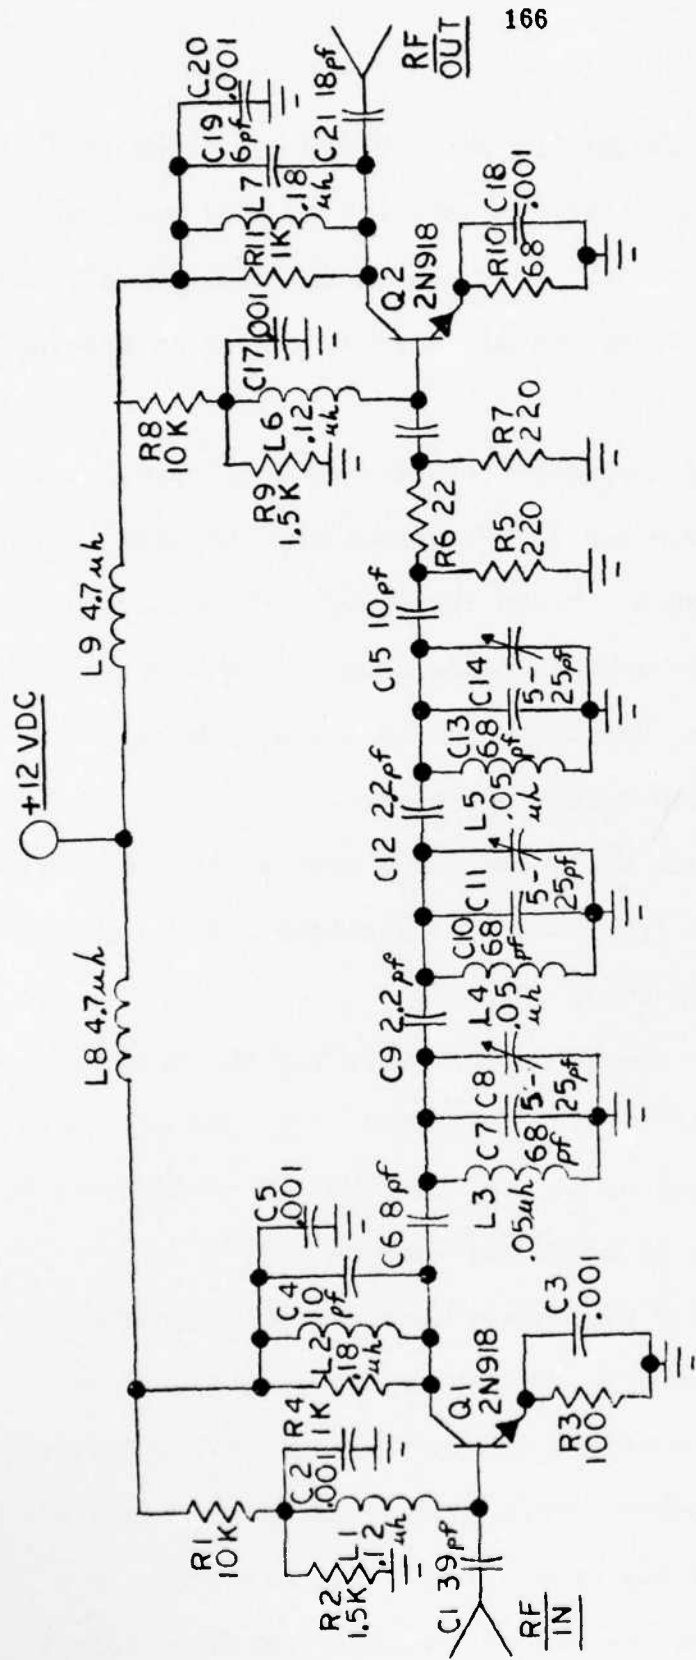 166
+12 VDC
L8 4.7uh
L9 4.7uh
R1
10K
R2
1.5K
C2
.001
L1
.12
uh
C1 39pf
RF
IN
R4
1K
L2
.18
uh
C4
10
pf
C5
.001
Q1
2N918
R3
100
C3
.001
C6 8pf
L3
.05uh
C7
68
pf
C8
5-
25pf
C9 2.2pf
L4
.05
uh
C10
68
pf
C11
5-
25pf
C12 2.2pf
L5
.05
uh
C13
68
pf
C14
5-
25pf
C15 10pf
R5
220
R6 22
R7
220
R8
10K
R9
1.5K
L6
.12
uh
C17 .001
R11
1K
L7
.18
uh
C19
6pf
C20
.001
Q2
2N918
R10
68
C18
.001
C21 18pf
RF
OUT